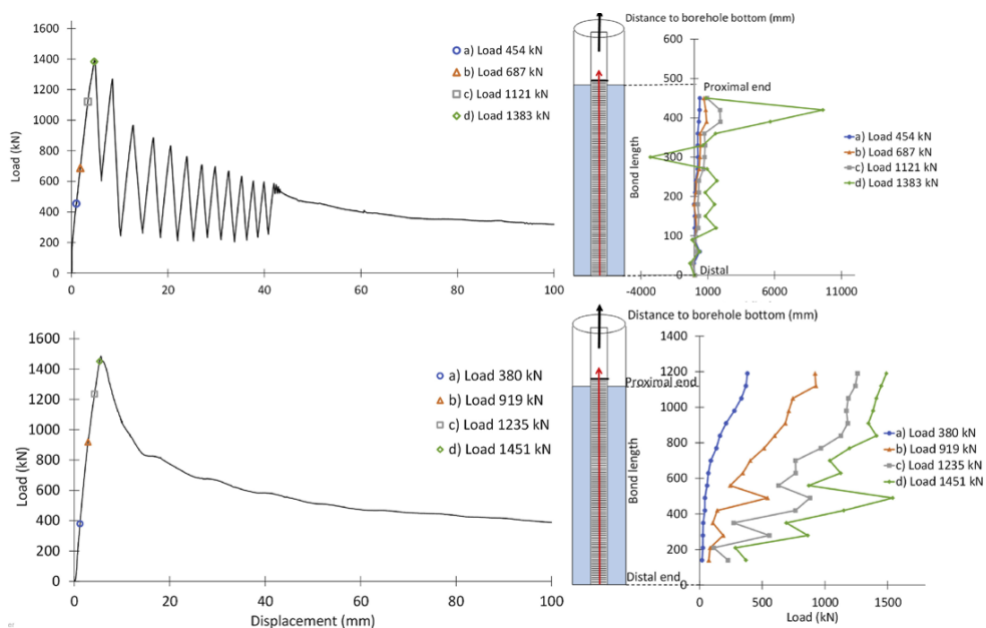 1600
1400
1200
1000
800
600
400
200
0
Load (kN)
0
20
40
60
80
100
a) Load 454 kN
b) Load 687 kN
c) Load 1121 kN
d) Load 1383 kN
Distance to borehole bottom (mm)
600
500
400
300
200
100
0
Proximal end
Bond length
Distal
-4000
1000
6000
11000
a) Load 454 kN
b) Load 687 kN
c) Load 1121 kN
d) Load 1383 kN
1600
1400
1200
1000
800
600
400
200
0
Load (kN)
0
20
40
60
80
100
Displacement (mm)
a) Load 380 kN
b) Load 919 kN
c) Load 1235 kN
d) Load 1451 kN
Distance to borehole bottom (mm)
1400
1200
1000
800
600
400
200
0
Proximal end
Bond length
Distal end
0
500
1000
1500
Load (kN)
a) Load 380 kN
b) Load 919 kN
c) Load 1235 kN
d) Load 1451 kN